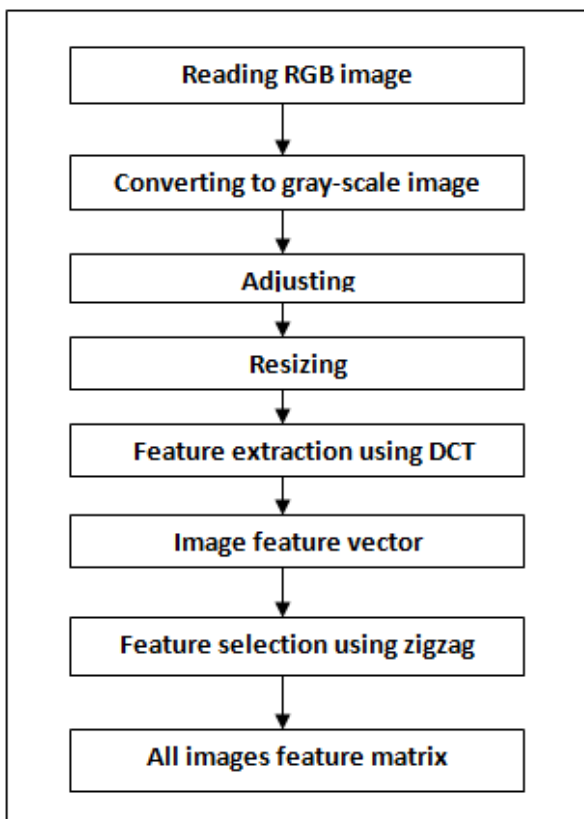 Reading RGB image
Converting to gray-scale image
Adjusting
Resizing
Feature extraction using DCT
Image feature vector
Feature selection using zigzag
All images feature matrix